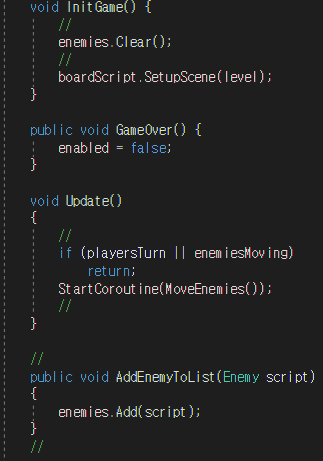 void InitGame() {
//
enemies.Clear();
//
boardScript.SetupScene(level);
}
public void GameOver() {
enabled = false;
}
void Update()
{
//
if (playersTurn || enemiesMoving)
return;
StartCoroutine(MoveEnemies());
//
}
//
public void AddEnemyToList(Enemy script)
{
enemies.Add(script);
}
//